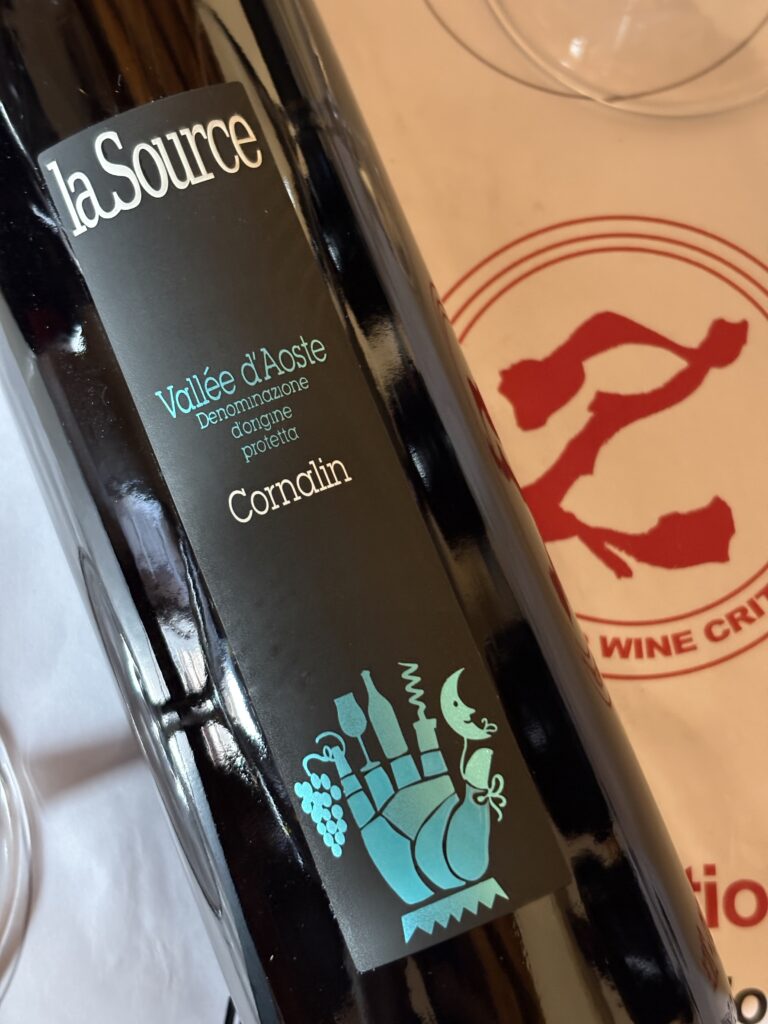 la Source
Vallée d'Aoste
Denominazione
d'origine
protetta
Cornalin
WINE CRIT
tio